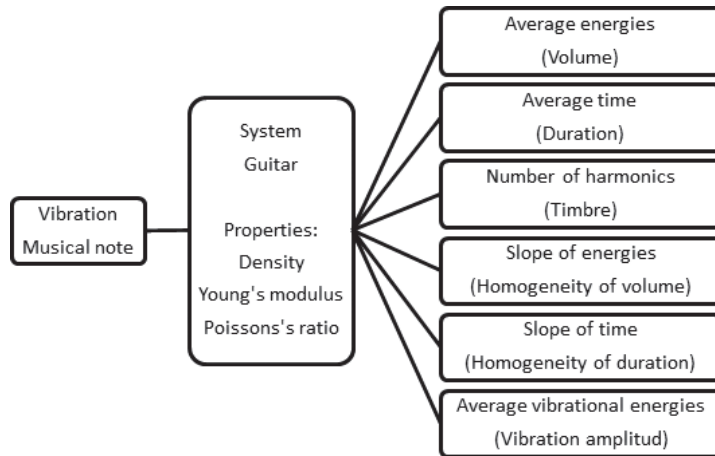 Vibration
Musical note
System
Guitar
Properties:
Density
Young's modulus
Poissons's ratio
Average energies
(Volume)
Average time
(Duration)
Number of harmonics
(Timbre)
Slope of energies
(Homogeneity of volume)
Slope of time
(Homogeneity of duration)
Average vibrational energies
(Vibration amplitud)